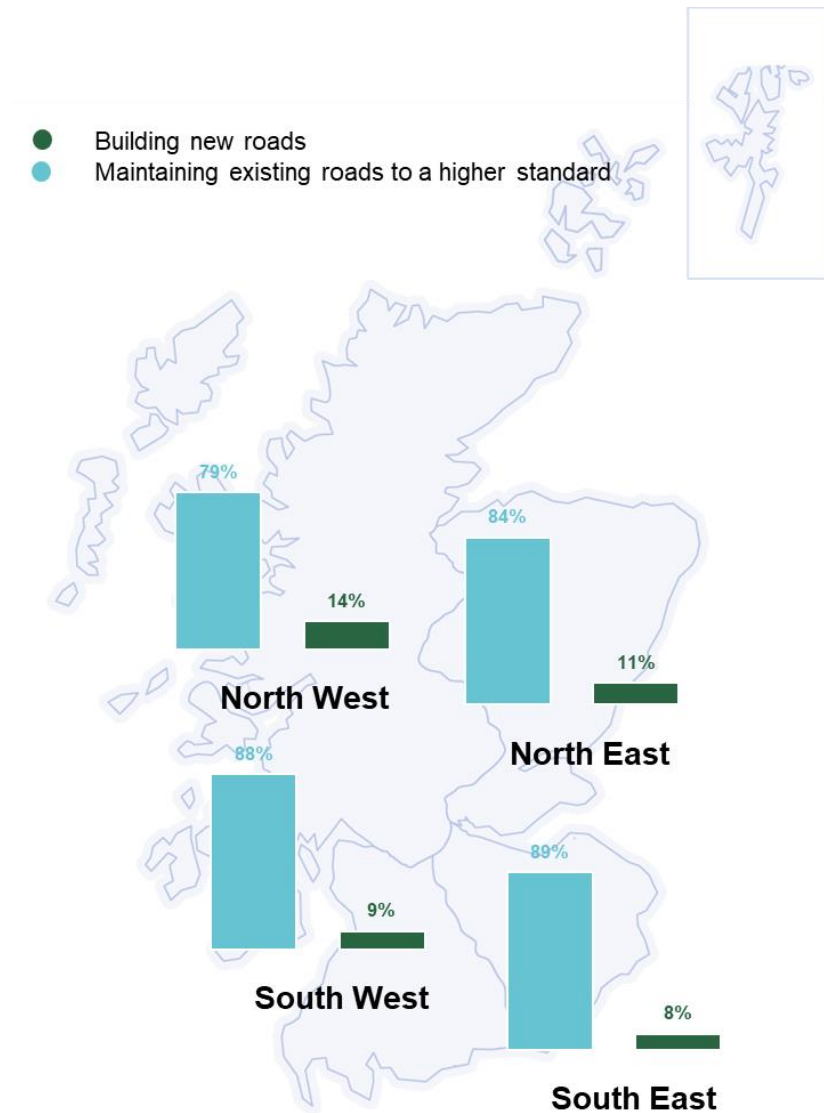 Building new roads
Maintaining existing roads to a higher standard
79%
84%
14%
11%
North West
North East
88%
89%
9%
South West
8%
South East